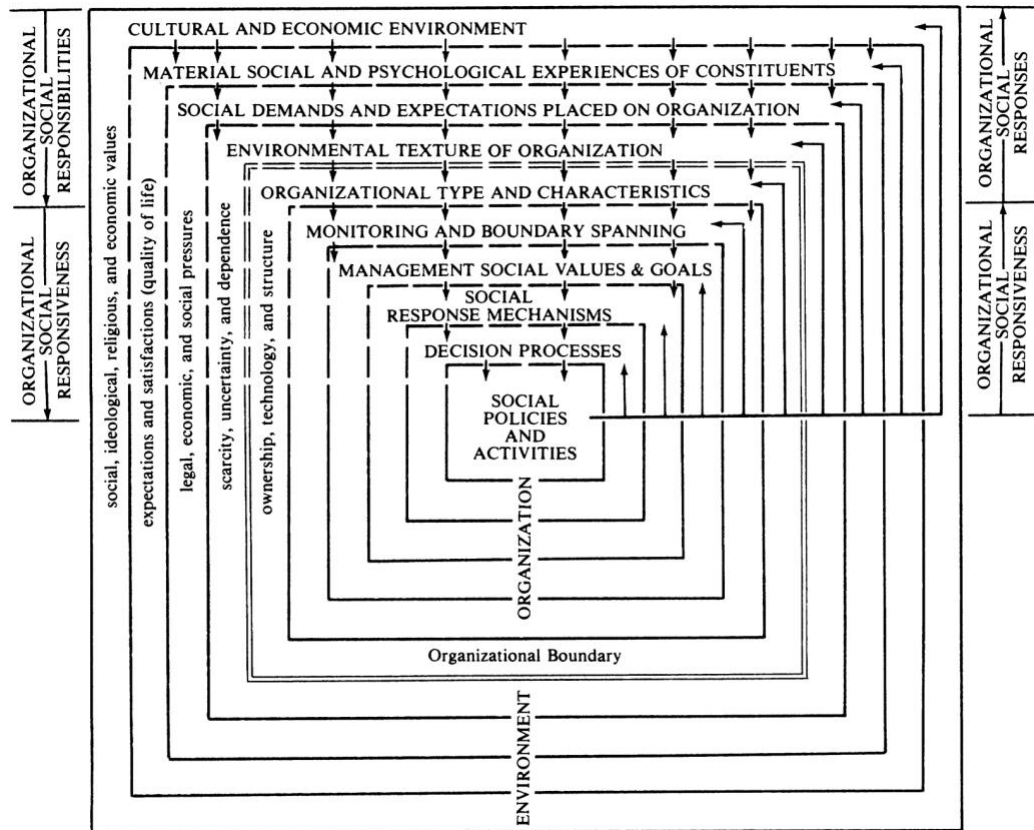 CULTURAL AND ECONOMIC ENVIRONMENT
MATERIAL SOCIAL AND PSYCHOLOGICAL EXPERIENCES OF CONSTITUENTS
SOCIAL DEMANDS AND EXPECTATIONS PLACED ON ORGANIZATION
ENVIRONMENTAL TEXTURE OF ORGANIZATION
ORGANIZATIONAL TYPE AND CHARACTERISTICS
MONITORING AND BOUNDARY SPANNING
MANAGEMENT SOCIAL VALUES & GOALS
SOCIAL
RESPONSE MECHANISMS
DECISION PROCESSES
SOCIAL
POLICIES
AND
ACTIVITIES
ORGANIZATIONAL
SOCIAL
RESPONSIBILITIES
ORGANIZATIONAL
SOCIAL
RESPONSIVENESS
social, ideological, religious, and economic values
expectations and satisfactions (quality of life)
legal, economic, and social pressures
scarcity, uncertainty, and dependence
ownership, technology, and structure
ORGANIZATION
Organizational Boundary
ENVIRONMENT
ORGANIZATIONAL
SOCIAL
RESPONSES
ORGANIZATIONAL
SOCIAL
RESPONSIVENESS